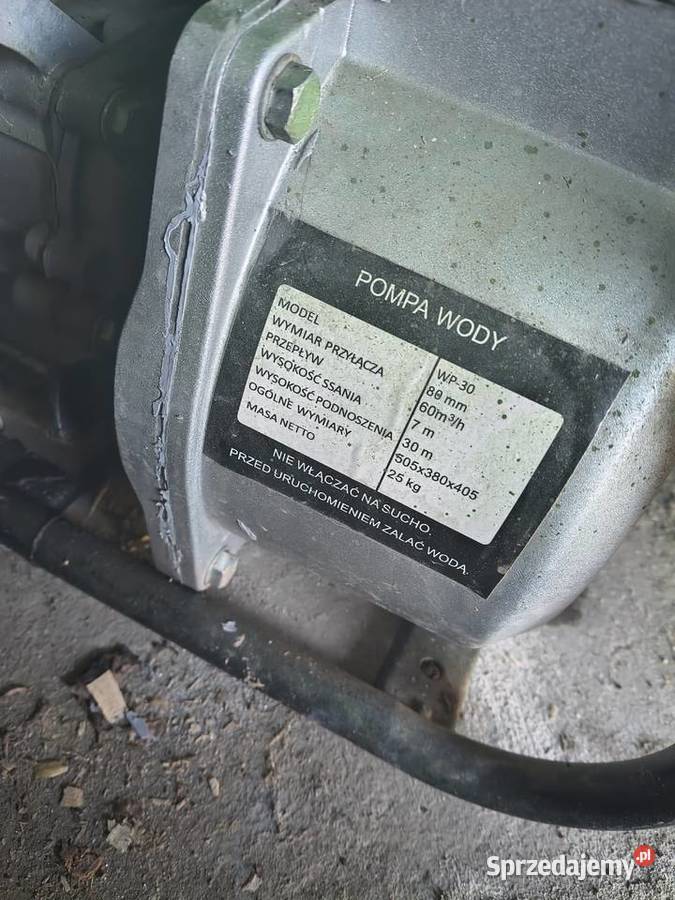 POMPA WODY
MODEL WP-30
WYMIAR PRZYŁĄCZA 80 mm
PRZEPŁYW 60m³/h
WYSOKOŚĆ SSANIA 7 m
WYSOKOŚĆ PODNOSZENIA 30 m
OGÓLNE WYMIARY 505x380x405
MASA NETTO 25 kg
NIE WŁĄCZAĆ NA SUCHO.
PRZED URUCHOMIENIEM ZALAĆ WODĄ.
Sprzedajemy.pl